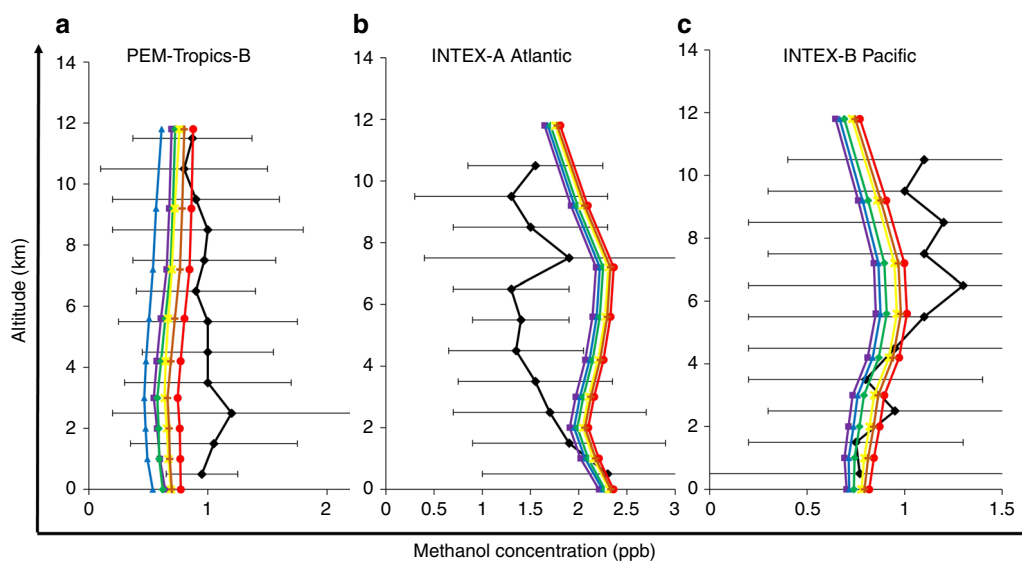 a
PEM-Tropics-B
b
INTEX-A Atlantic
c
INTEX-B Pacific
Altitude (km)
14
12
10
8
6
4
2
0
0 1 2
14
12
10
8
6
4
2
0
0 0.5 1 1.5 2 2.5 3
14
12
10
8
6
4
2
0
0 0.5 1 1.5
Methanol concentration (ppb)